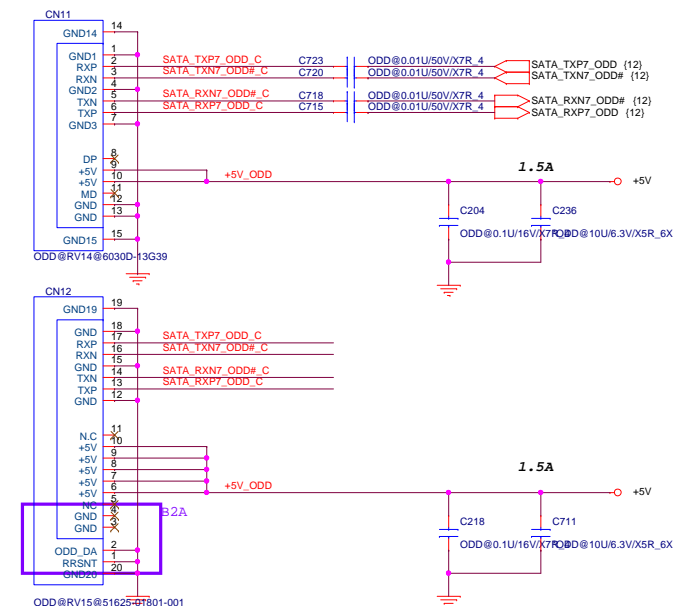 CN11
14
GND14
1
GND1
2
RXP SATA_TXP7_ODD_C C723 ODD@0.01U/50V/X7R_4 SATA_TXP7_ODD {12}
3
RXN SATA_TXN7_ODD#_C C720 ODD@0.01U/50V/X7R_4 SATA_TXN7_ODD# {12}
4
GND2
5
TXN SATA_RXN7_ODD#_C C718 ODD@0.01U/50V/X7R_4 SATA_RXN7_ODD# {12}
6
TXP SATA_RXP7_ODD_C C715 ODD@0.01U/50V/X7R_4 SATA_RXP7_ODD {12}
7
GND3
8
DP
9
+5V
10
+5V +5V_ODD 1.5A +5V
11
MD
12
GND
13
GND
C204 C236
ODD@0.1U/16V/X7R_4 ODD@10U/6.3V/X5R_6X
15
GND15
ODD@RV14@6030D-13G39
CN12
19
GND19
18
GND
17
RXP SATA_TXP7_ODD_C
16
RXN SATA_TXN7_ODD#_C
15
GND
14
TXN SATA_RXN7_ODD#_C
13
TXP SATA_RXP7_ODD_C
12
GND
11
N.C
10
+5V
9
+5V
8
+5V
7
+5V
6
+5V +5V_ODD 1.5A +5V
5
NC B2A
4
GND
3
GND
C218 C711
ODD@0.1U/16V/X7R_4 ODD@10U/6.3V/X5R_6X
2
ODD_DA
1
RRSNT
20
GND20
ODD@RV15@51625-01801-001